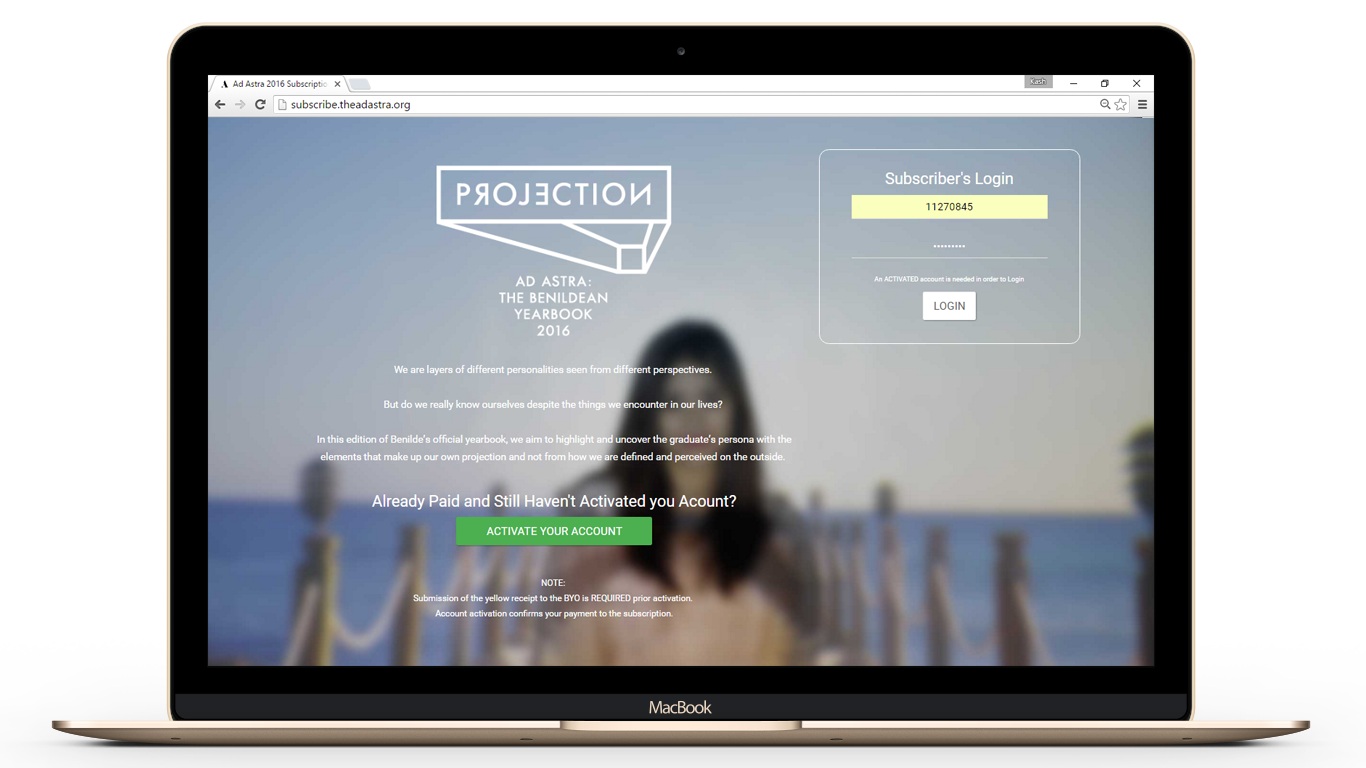 Ad Astra 2016 Subscriptio
Kash
subscribe.theadastra.org
PROJECTION
AD ASTRA:
THE BENILDEAN
YEARBOOK
2016
We are layers of different personalities seen from different perspectives.
But do we really know ourselves despite the things we encounter in our lives?
In this edition of Benilde's official yearbook, we aim to highlight and uncover the graduate's persona with the
elements that make up our own projection and not from how we are defined and perceived on the outside.
Already Paid and Still Haven't Activated you Acount?
ACTIVATE YOUR ACCOUNT
NOTE:
Submission of the yellow receipt to the BYO is REQUIRED prior activation.
Account activation confirms your payment to the subscription.
Subscriber's Login
11270845
•••••••••
An ACTIVATED account is needed in order to Login
LOGIN
MacBook